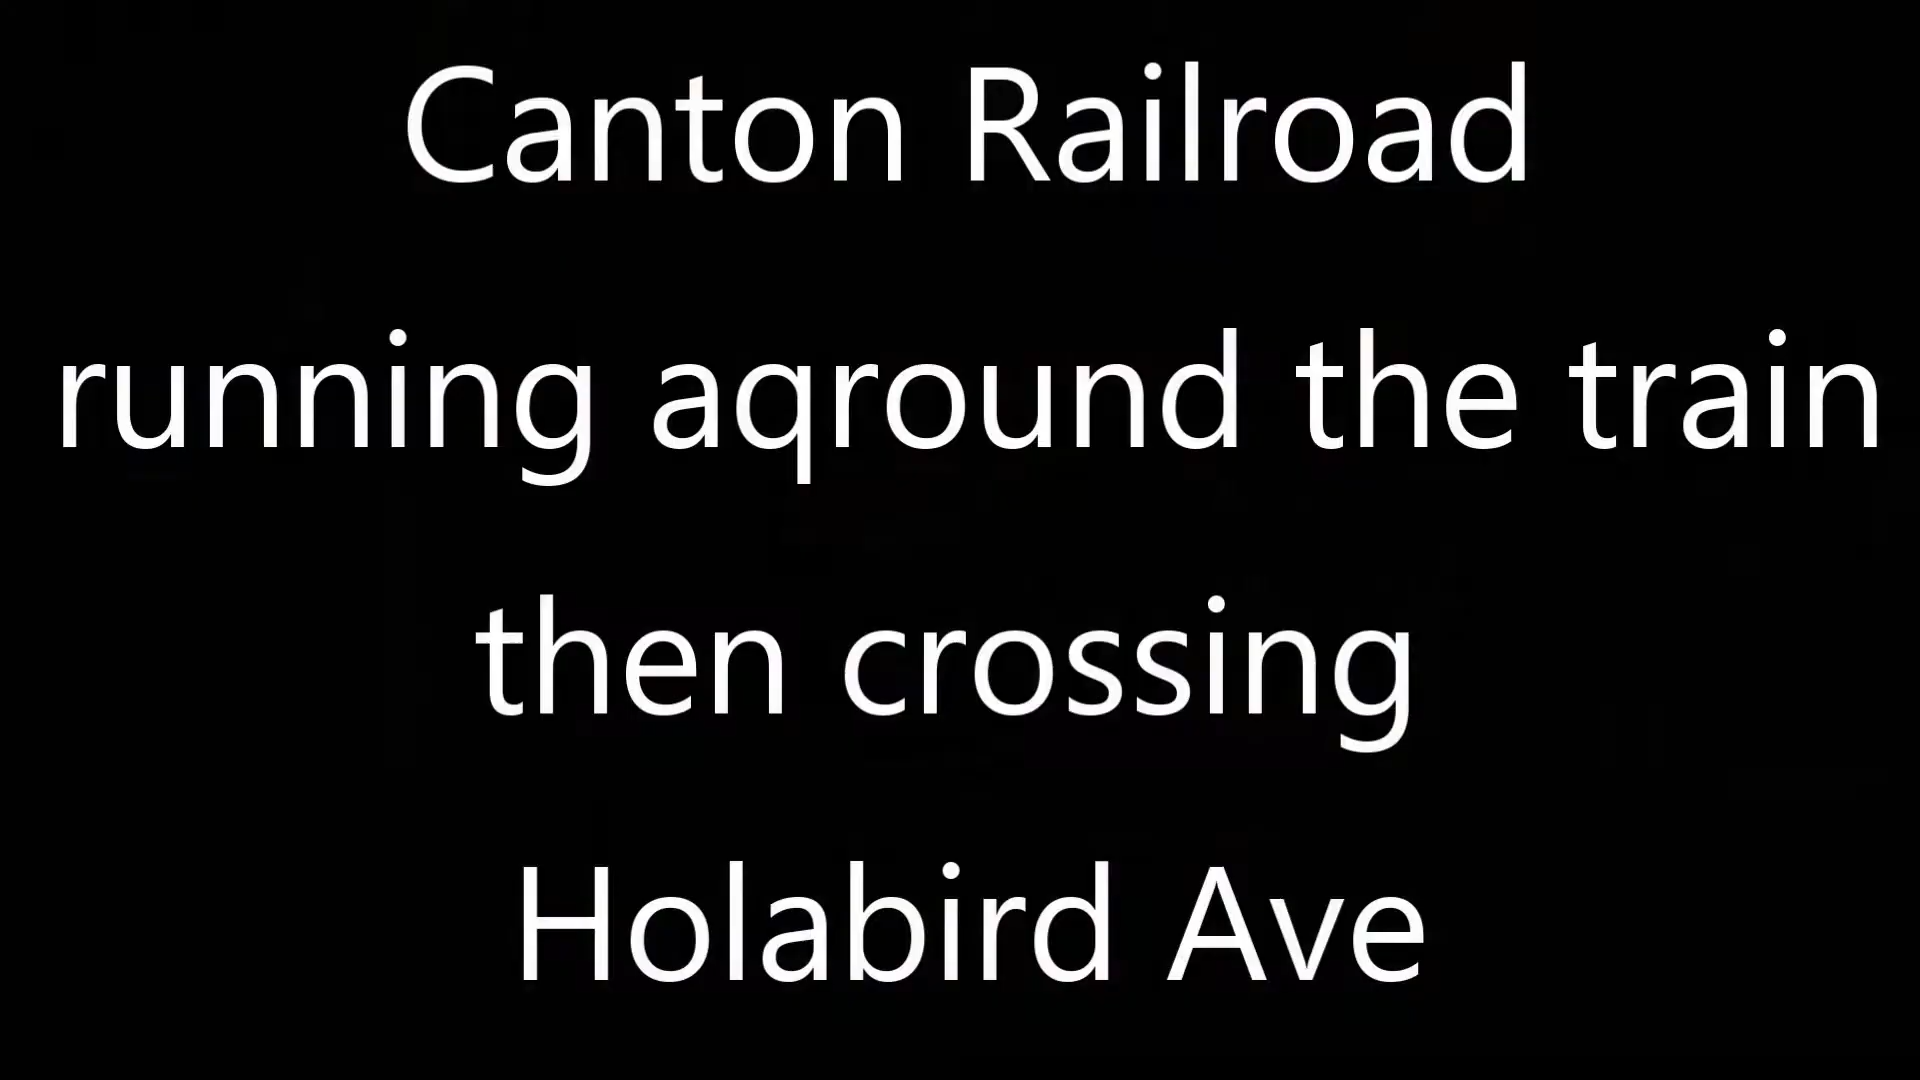 Canton Railroad
running aqround the train
then crossing
Holabird Ave